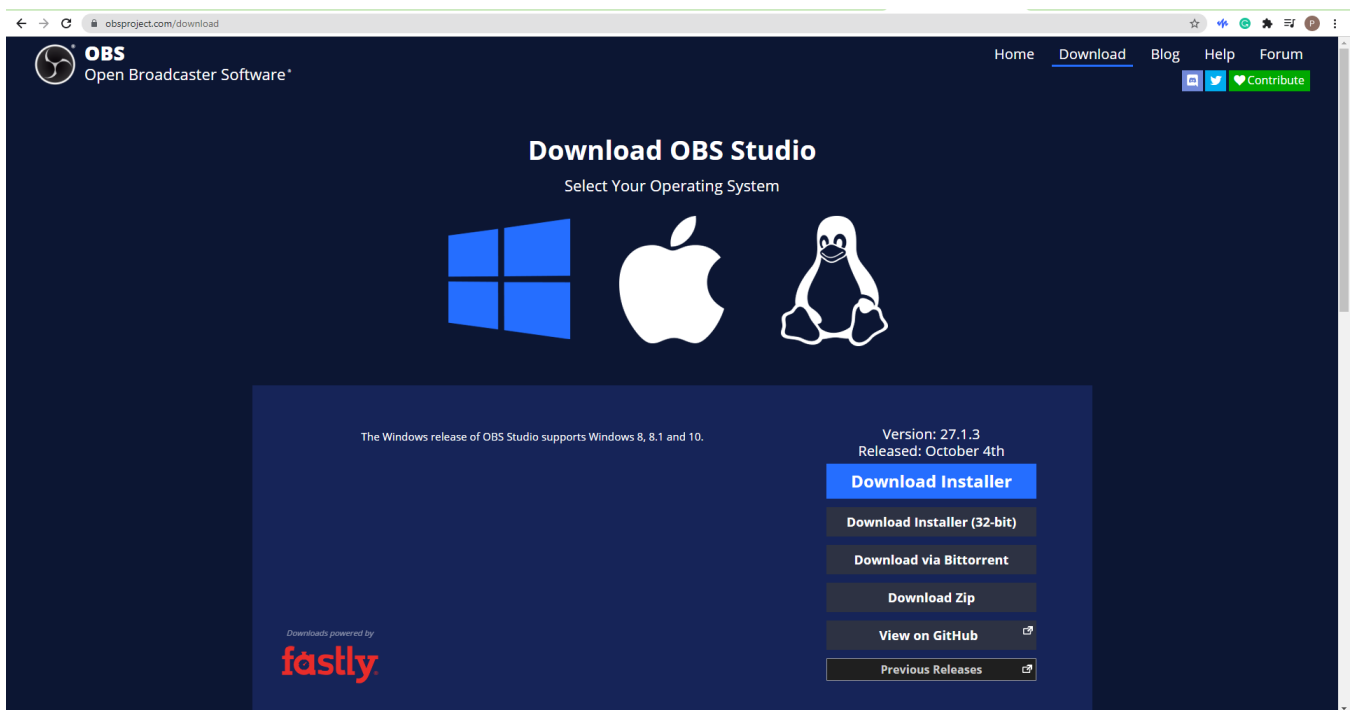 obsproject.com/download
P
OBS
Open Broadcaster Software
Home Download Blog Help Forum
Contribute
Download OBS Studio
Select Your Operating System
The Windows release of OBS Studio supports Windows 8, 8.1 and 10.
Version: 27.1.3
Released: October 4th
Download Installer
Download Installer (32-bit)
Download via Bittorrent
Download Zip
View on GitHub
Previous Releases
Downloads powered by
fastly